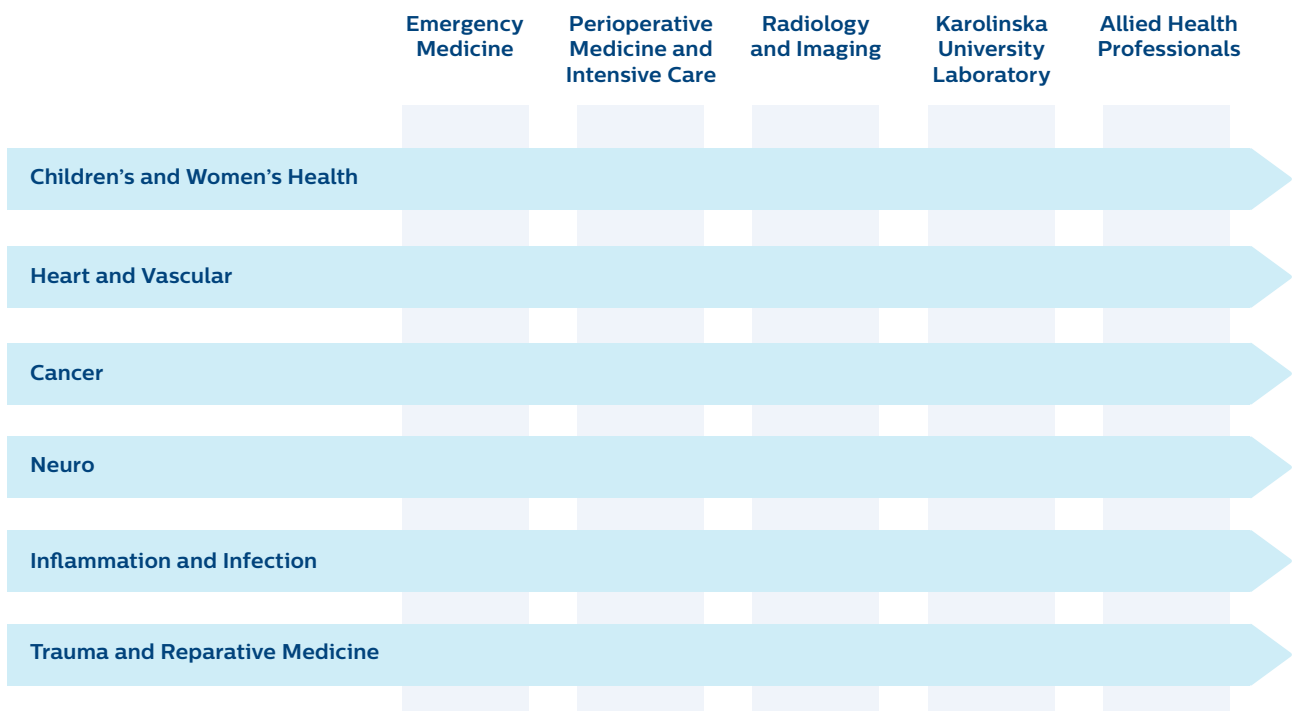 Emergency
Medicine
Perioperative
Medicine and
Intensive Care
Radiology
and Imaging
Karolinska
University
Laboratory
Allied Health
Professionals
Children’s and Women’s Health
Heart and Vascular
Cancer
Neuro
Inflammation and Infection
Trauma and Reparative Medicine